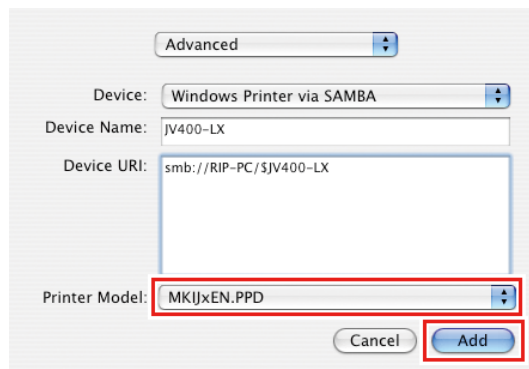 Advanced
Device: Windows Printer via SAMBA
Device Name: JV400-LX
Device URI: smb://RIP-PC/$JV400-LX
Printer Model: MKIJxEN.PPD
Cancel Add